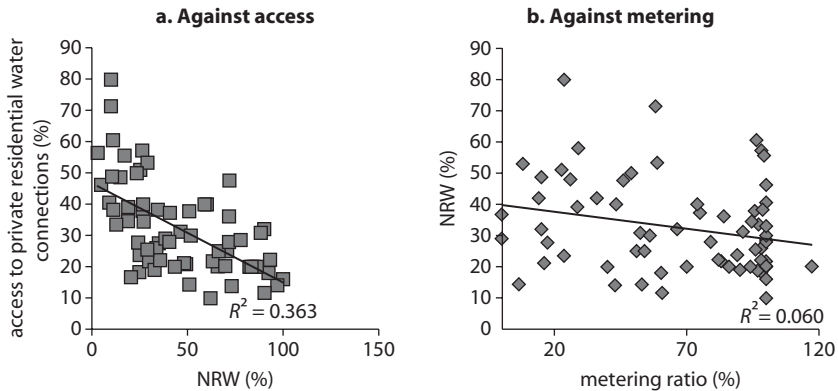 a. Against access
access to private residential water
connections (%)
90
80
70
60
50
40
30
20
10
0
R² = 0.363
0 50 100 150
NRW (%)
b. Against metering
NRW (%)
90
80
70
60
50
40
30
20
10
0
R² = 0.060
20 70 120
metering ratio (%)